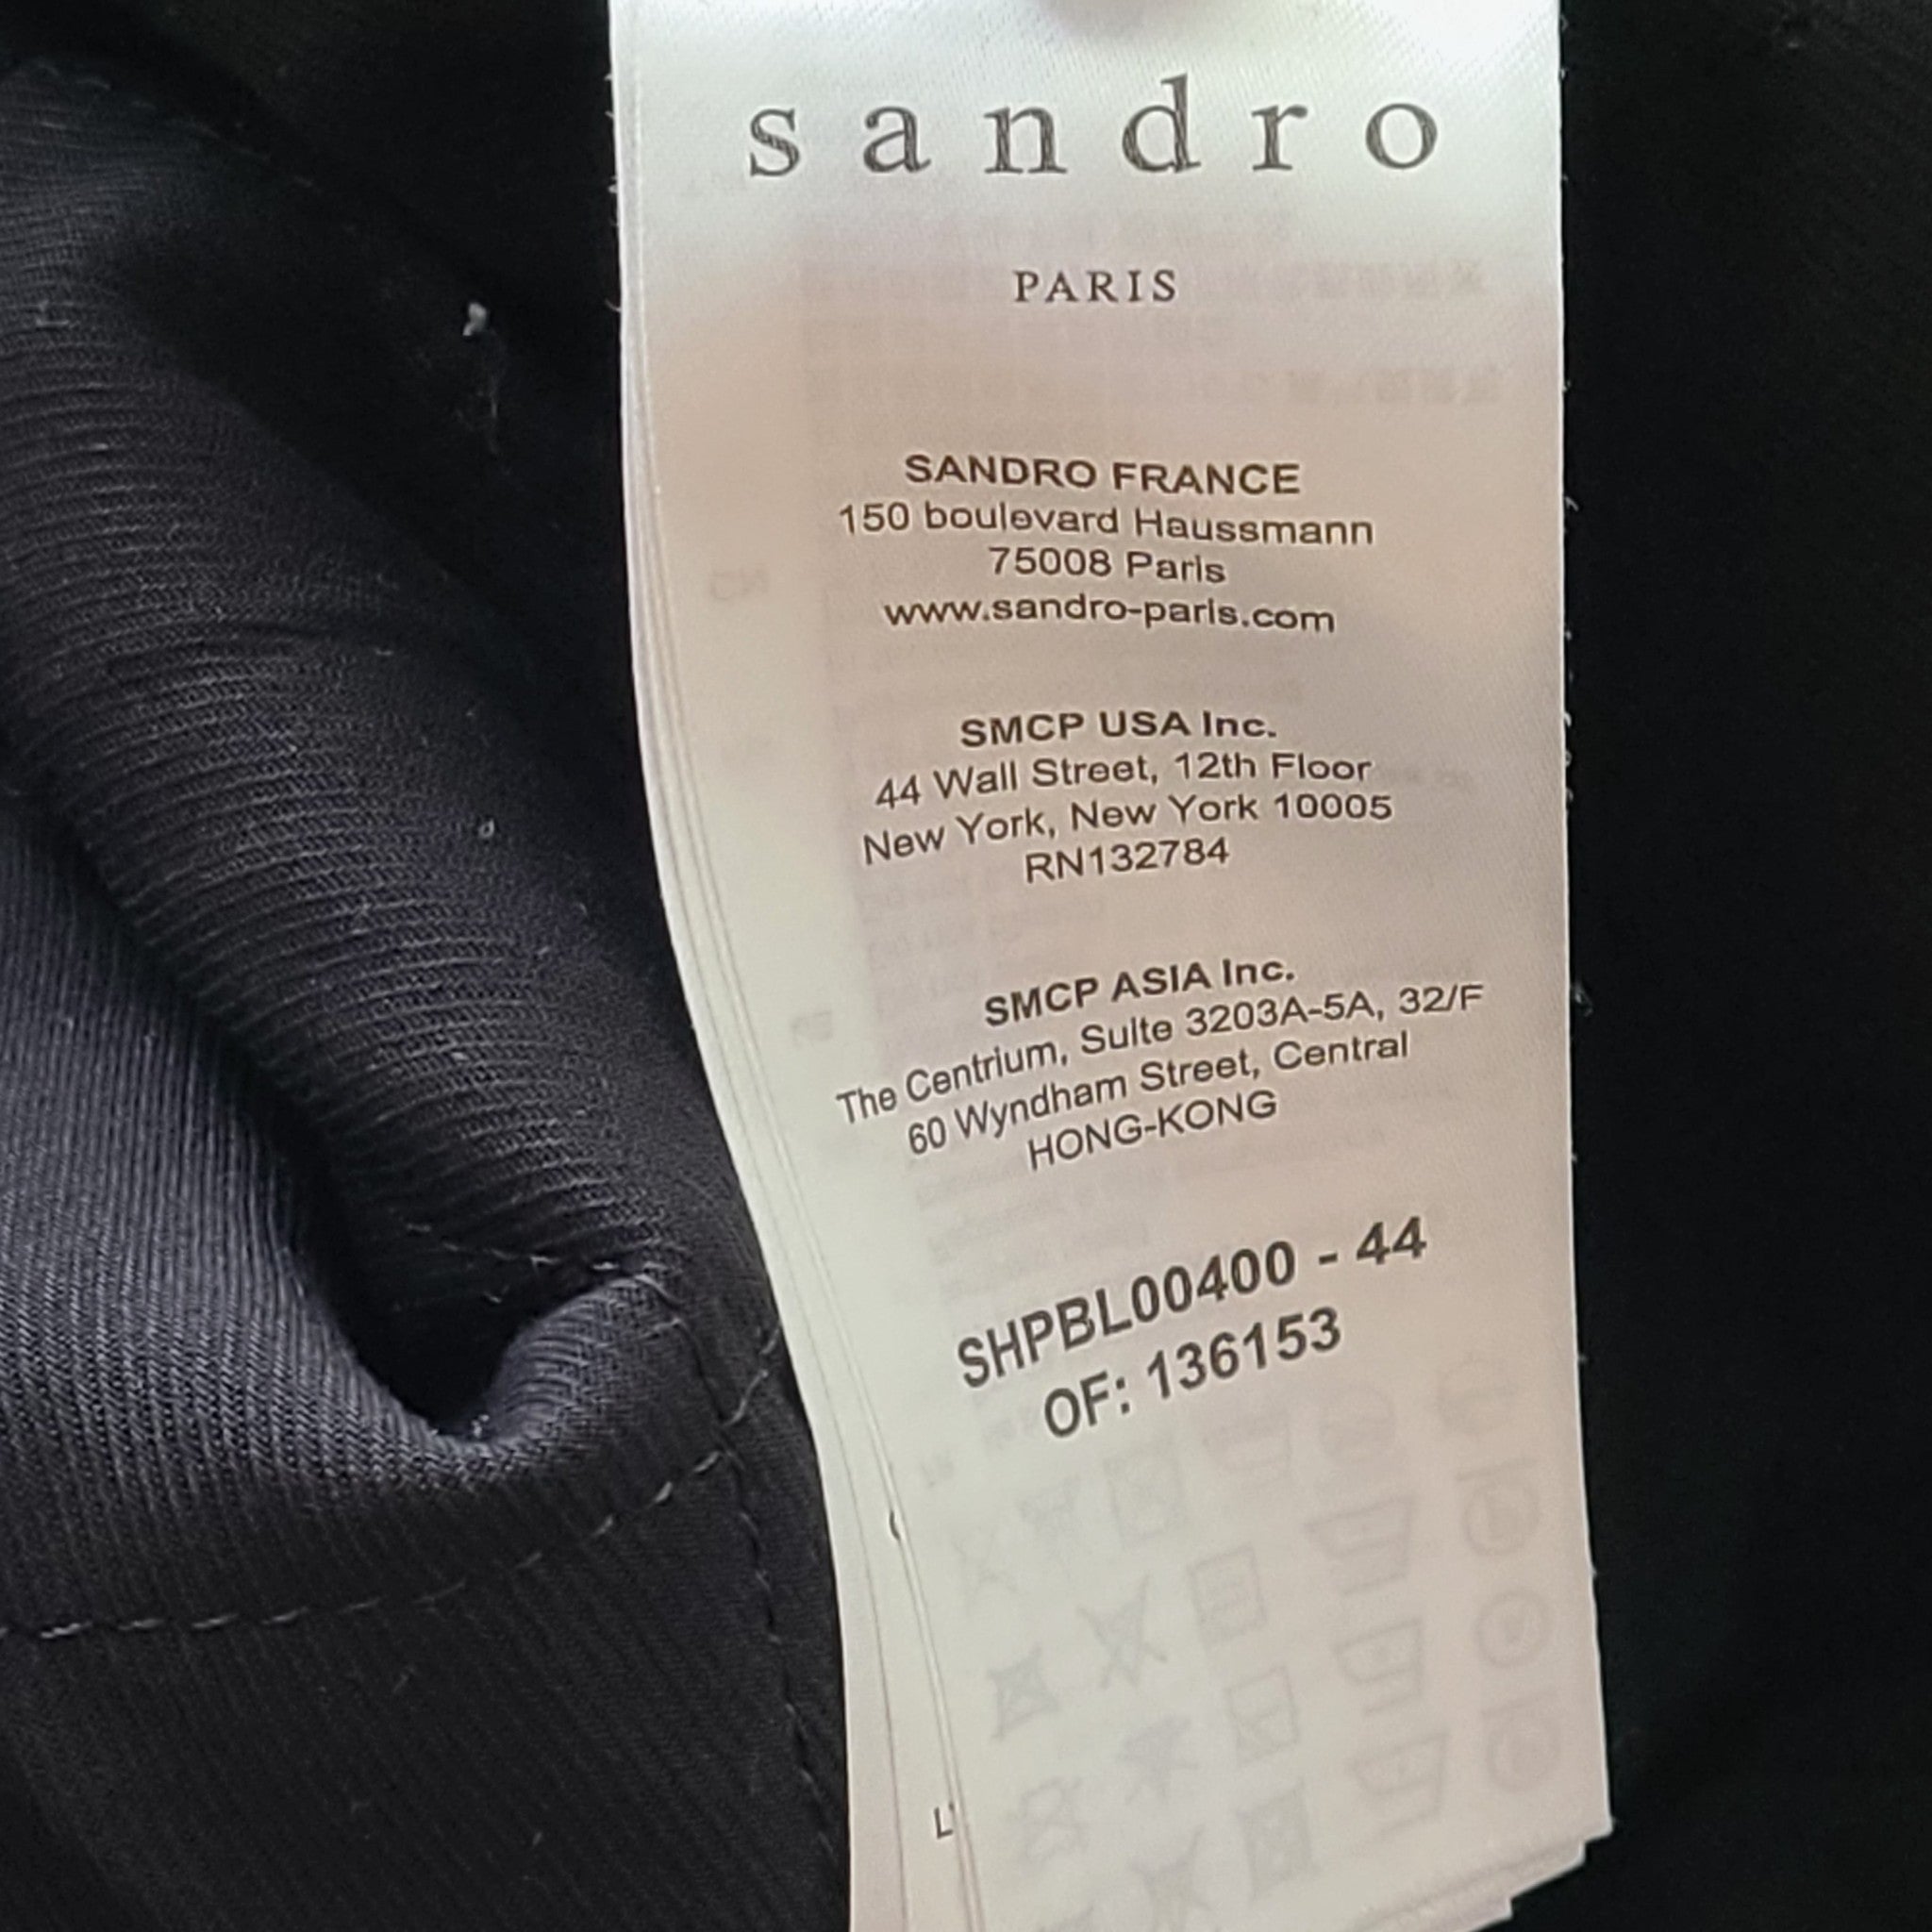 sandro
PARIS
SANDRO FRANCE
150 boulevard Haussmann
75008 Paris
www.sandro-paris.com
SMCP USA Inc.
44 Wall Street, 12th Floor
New York, New York 10005
RN132784
SMCP ASIA Inc.
The Centrium, Suite 3203A-5A, 32/F
60 Wyndham Street, Central
HONG-KONG
SHPBL00400 - 44
OF: 136153